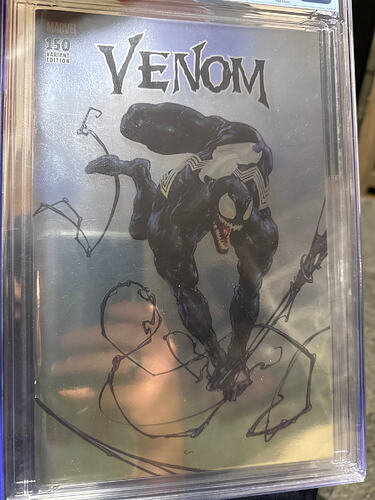 MARVEL
150
VARIANT
EDITION
VENOM